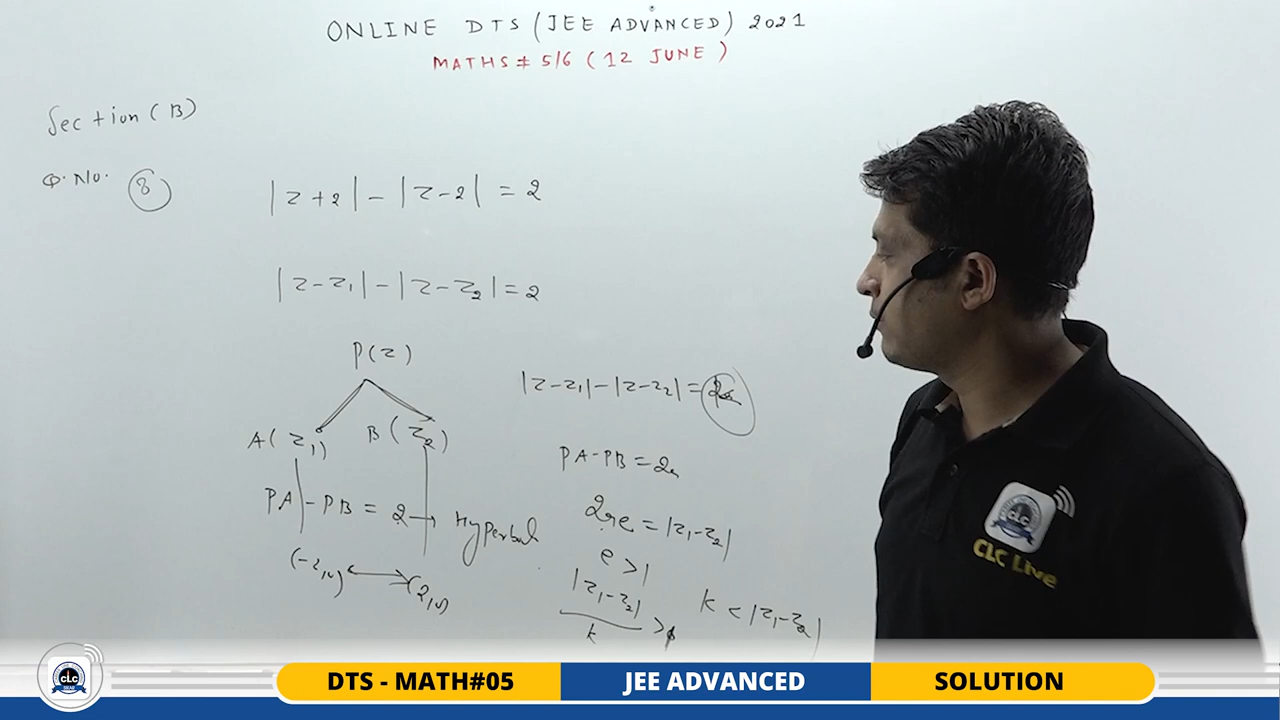 ONLINE DTS (JEE ADVANCED) 2021
MATHS # 5/6 (12 JUNE)
Section (B)
Q. No. 8
|z+2| - |z-2| = 2
|z-z₁| - |z-z₂| = 2
P(z)
A(z₁) B(z₂)
PA - PB = 2 →
(-2,0) (2,0)
|z-z₁| - |z-z₂| =
PA - PB = 2a
2ae = |z₁-z₂|
e > 1
|z₁-z₂|
k
k < |z₁-z₂|
CLC
CLC Live
CLC
DTS - MATH#05
JEE ADVANCED
SOLUTION